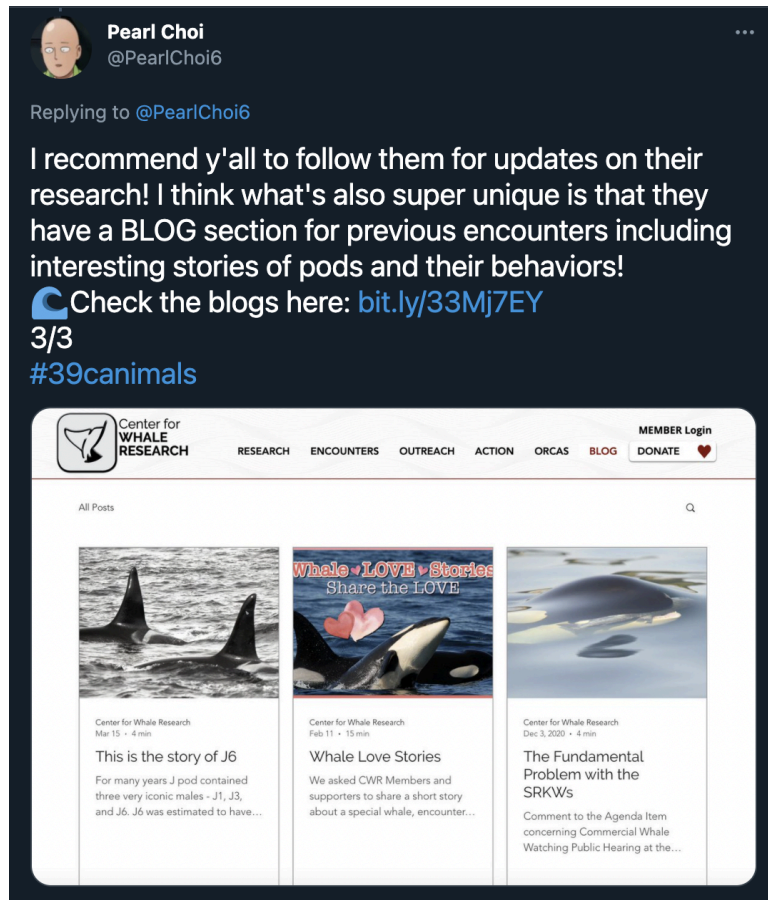 Pearl Choi
@PearlChoi6
Replying to @PearlChoi6
I recommend y'all to follow them for updates on their
research! I think what's also super unique is that they
have a BLOG section for previous encounters including
interesting stories of pods and their behaviors!
🌊Check the blogs here: bit.ly/33Mj7EY
3/3
#39canimals
Center for
WHALE
RESEARCH
MEMBER Login
RESEARCH ENCOUNTERS OUTREACH ACTION ORCAS BLOG DONATE
All Posts
Whale LOVE Stories
Share the LOVE
Center for Whale Research
Mar 15 • 4 min
This is the story of J6
For many years J pod contained
three very iconic males - J1, J3,
and J6. J6 was estimated to have...
Center for Whale Research
Feb 11 • 15 min
Whale Love Stories
We asked CWR Members and
supporters to share a short story
about a special whale, encounter...
Center for Whale Research
Dec 3, 2020 • 4 min
The Fundamental
Problem with the
SRKWs
Comment to the Agenda Item
concerning Commercial Whale
Watching Public Hearing at the...